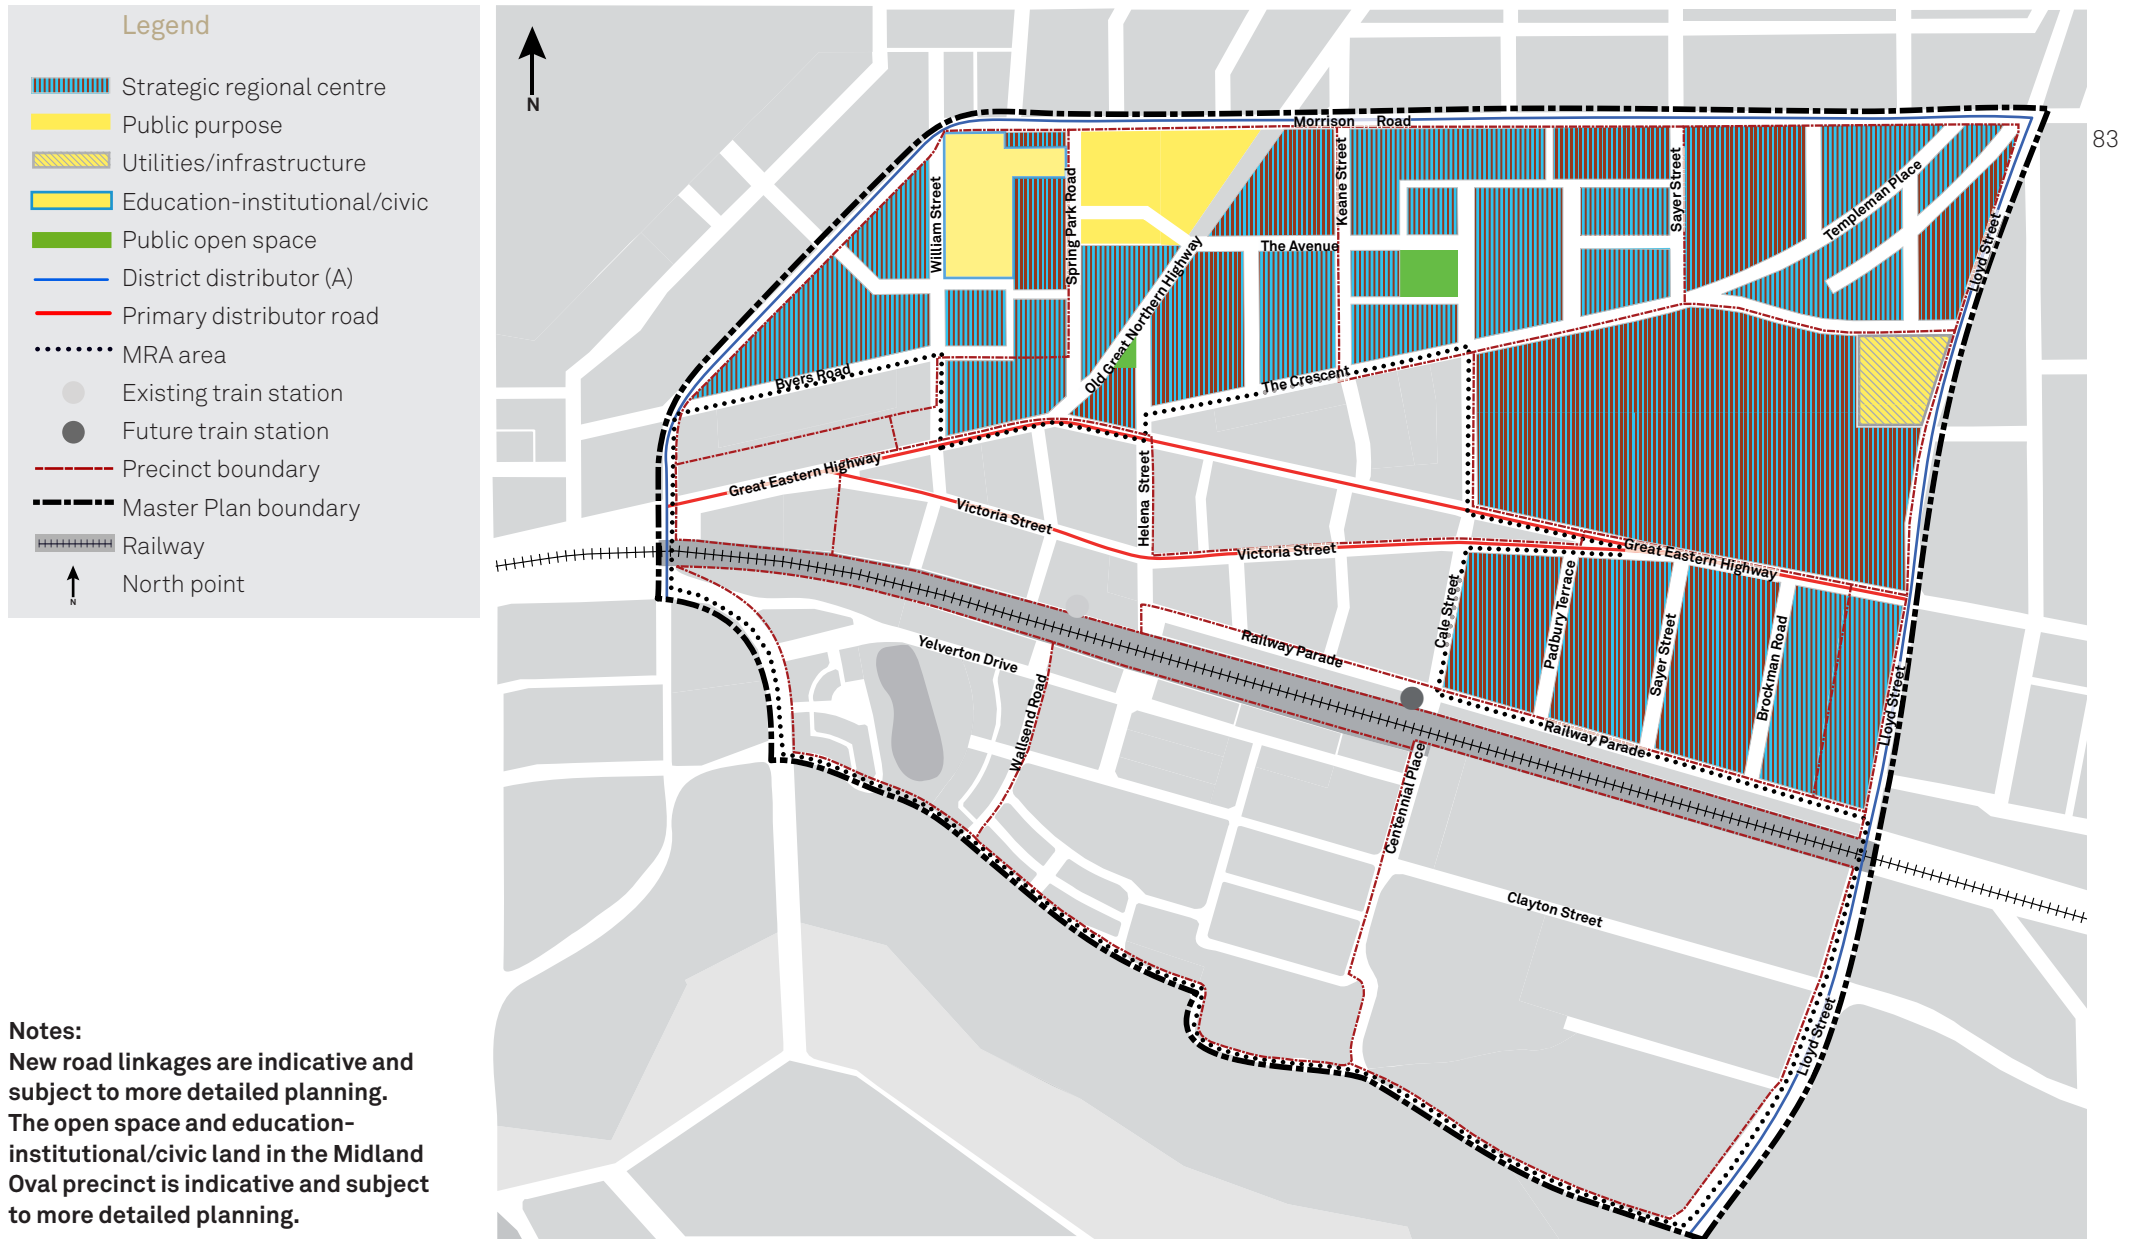 Legend
Strategic regional centre
Public purpose
Utilities/infrastructure
Education-institutional/civic
Public open space
District distributor (A)
Primary distributor road
MRA area
Existing train station
Future train station
Precinct boundary
Master Plan boundary
Railway
N
North point
Notes:
New road linkages are indicative and
subject to more detailed planning.
The open space and education-
institutional/civic land in the Midland
Oval precinct is indicative and subject
to more detailed planning.
N
83
Morrison Road
William Street
Spring Park Road
Keane Street
Sayer Street
Templeman Place
Lloyd Street
The Avenue
Old Great Northern Highway
The Crescent
Byers Road
Great Eastern Highway
Victoria Street
Helena Street
Victoria Street
Great Eastern Highway
Cale Street
Padbury Terrace
Sayer Street
Brockman Road
Lloyd Street
Railway Parade
Railway Parade
Yelverton Drive
Wallsend Road
Centennial Place
Clayton Street
Lloyd Street